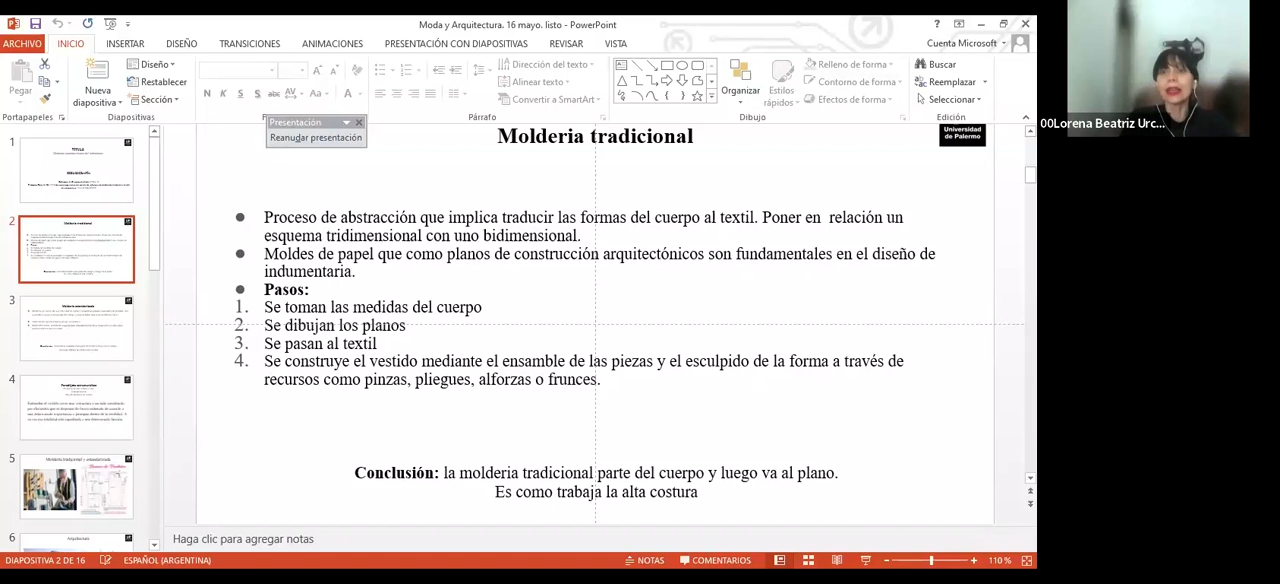 Moda y Arquitectura. 16 mayo. listo - PowerPoint
ARCHIVO INICIO INSERTAR DISEÑO TRANSICIONES ANIMACIONES PRESENTACIÓN CON DIAPOSITIVAS REVISAR VISTA Cuenta Microsoft
Pegar
Nueva diapositiva
Diseño
Restablecer
Sección
N K S S abc AV Aa A
Dirección del texto
Alinear texto
Convertir a SmartArt
Organizar
Estilos rápidos
Relleno de forma
Contorno de forma
Efectos de forma
Buscar
Reemplazar
Seleccionar
Portapapeles Diapositivas F Párrafo Dibujo Edición
Presentación
Reanudar presentación
00Lorena Beatriz Urc...
Molderia tradicional
Universidad
de Palermo
Proceso de abstracción que implica traducir las formas del cuerpo al textil. Poner en relación un
esquema tridimensional con uno bidimensional.
Moldes de papel que como planos de construcción arquitectónicos son fundamentales en el diseño de
indumentaria.
Pasos:
1. Se toman las medidas del cuerpo
2. Se dibujan los planos
3. Se pasan al textil
4. Se construye el vestido mediante el ensamble de las piezas y el esculpido de la forma a través de
recursos como pinzas, pliegues, alforzas o frunces.
Conclusión: la molderia tradicional parte del cuerpo y luego va al plano.
Es como trabaja la alta costura
1
2
3
4
5
6
Haga clic para agregar notas
DIAPOSITIVA 2 DE 16 ESPAÑOL (ARGENTINA) NOTAS COMENTARIOS 110 %